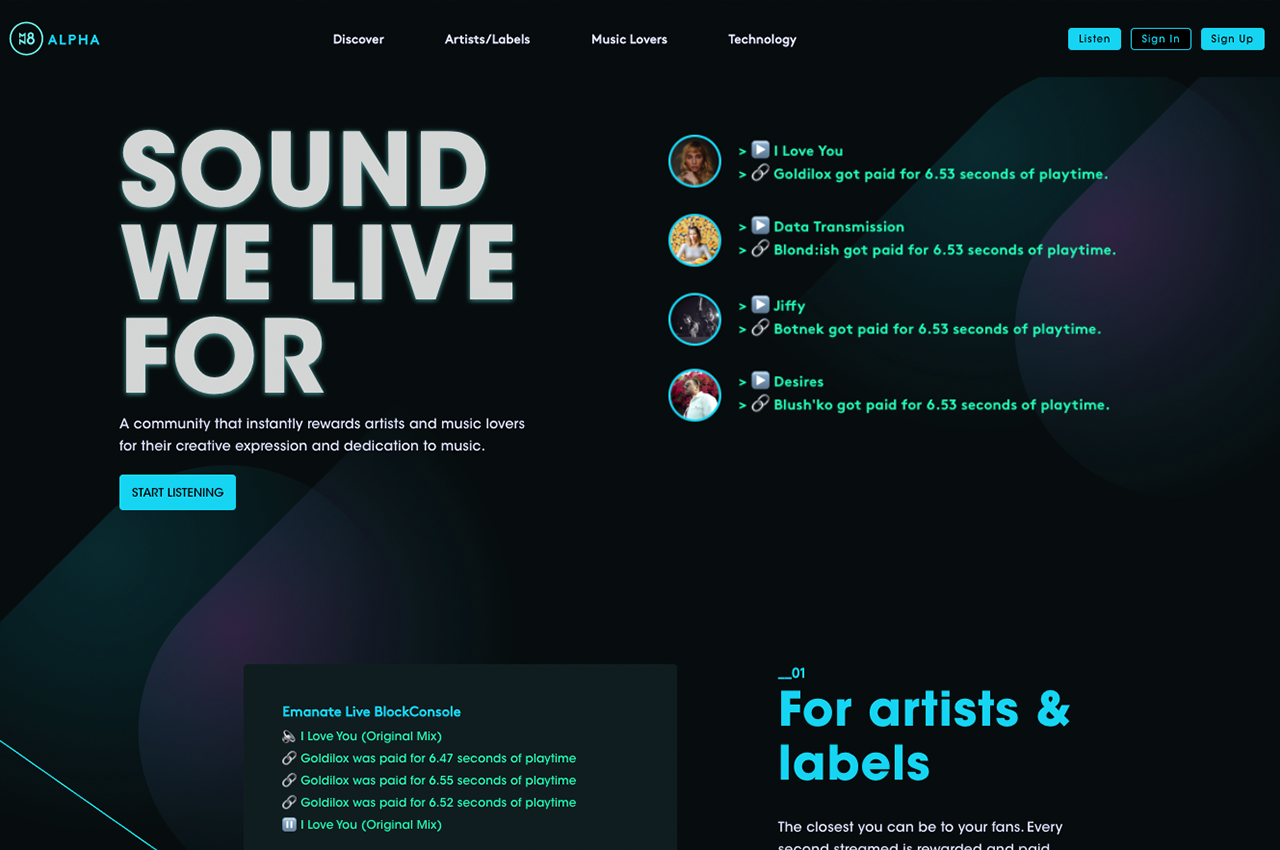 ALPHA
Discover
Artists/Labels
Music Lovers
Technology
Listen
Sign In
Sign Up
SOUND
WE LIVE
FOR
A community that instantly rewards artists and music lovers
for their creative expression and dedication to music.
START LISTENING
> ▶️ I Love You
> 🔗 Goldilox got paid for 6.53 seconds of playtime.
> ▶️ Data Transmission
> 🔗 Blond:ish got paid for 6.53 seconds of playtime.
> ▶️ Jiffy
> 🔗 Botnek got paid for 6.53 seconds of playtime.
> ▶️ Desires
> 🔗 Blush'ko got paid for 6.53 seconds of playtime.
Emanate Live BlockConsole
🔊 I Love You (Original Mix)
🔗 Goldilox was paid for 6.47 seconds of playtime
🔗 Goldilox was paid for 6.55 seconds of playtime
🔗 Goldilox was paid for 6.52 seconds of playtime
⏸️ I Love You (Original Mix)
__01
For artists &
labels
The closest you can be to your fans. Every
second streamed is rewarded and paid